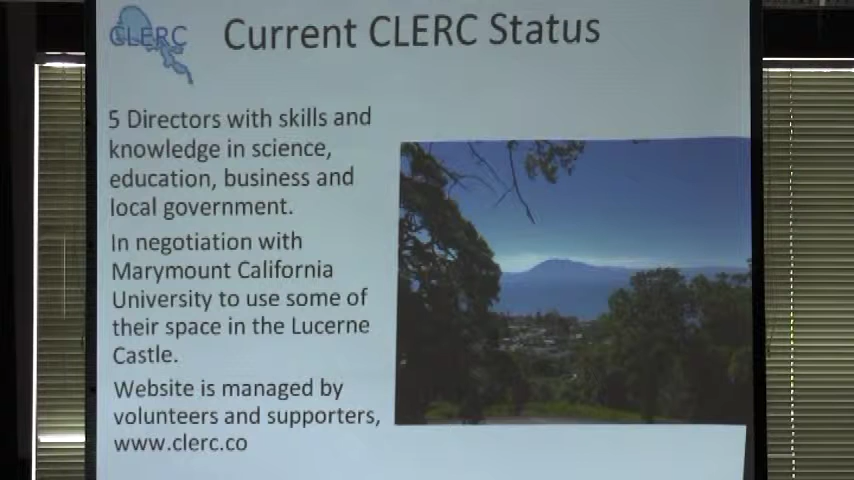 CLERC
Current CLERC Status
5 Directors with skills and
knowledge in science,
education, business and
local government.
In negotiation with
Marymount California
University to use some of
their space in the Lucerne
Castle.
Website is managed by
volunteers and supporters,
www.clerc.co